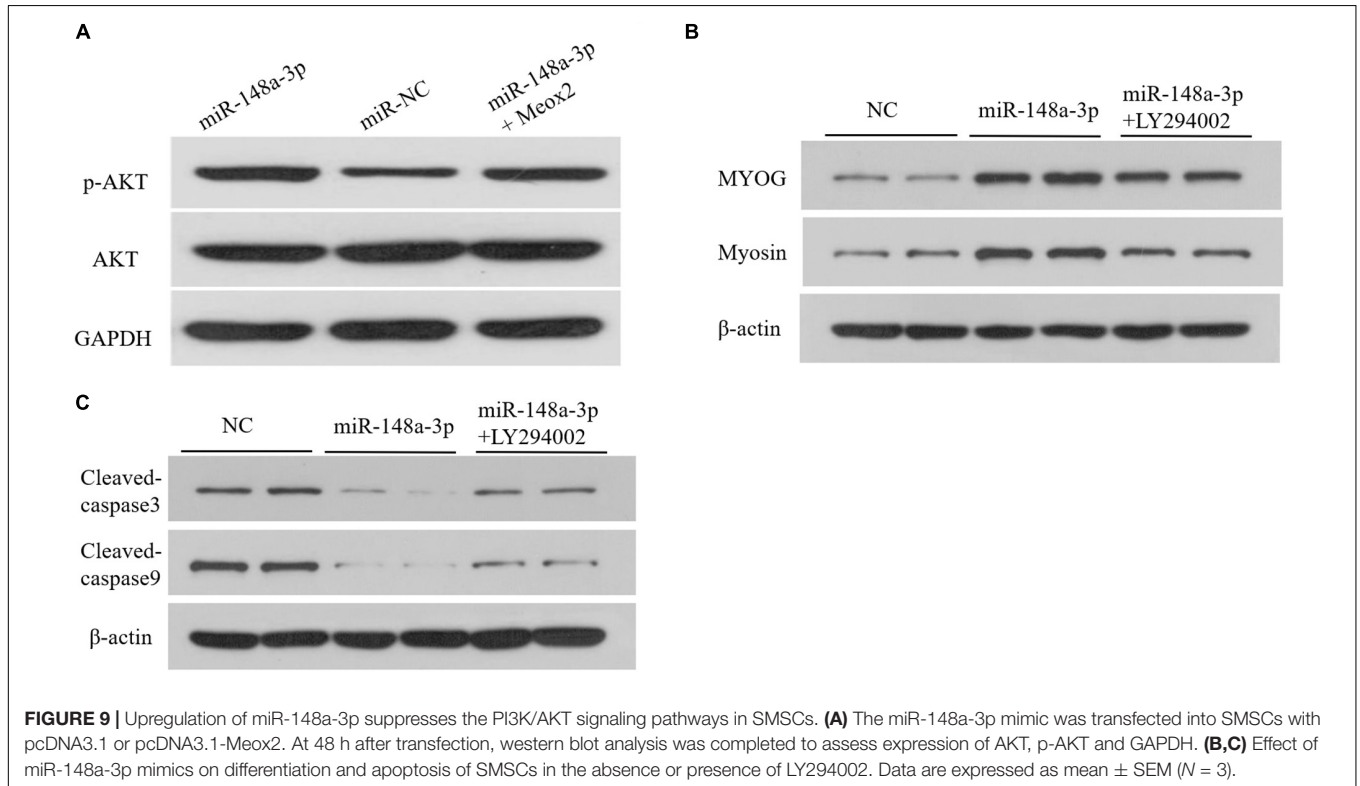 A
miR-148a-3p
miR-NC
miR-148a-3p
+ Meox2
p-AKT
AKT
GAPDH
B
NC
miR-148a-3p
miR-148a-3p
+LY294002
MYOG
Myosin
β-actin
C
NC
miR-148a-3p
miR-148a-3p
+LY294002
Cleaved-
caspase3
Cleaved-
caspase9
β-actin
FIGURE 9 | Upregulation of miR-148a-3p suppresses the PI3K/AKT signaling pathways in SMSCs. (A) The miR-148a-3p mimic was transfected into SMSCs with
pcDNA3.1 or pcDNA3.1-Meox2. At 48 h after transfection, western blot analysis was completed to assess expression of AKT, p-AKT and GAPDH. (B,C) Effect of
miR-148a-3p mimics on differentiation and apoptosis of SMSCs in the absence or presence of LY294002. Data are expressed as mean ± SEM (N = 3).